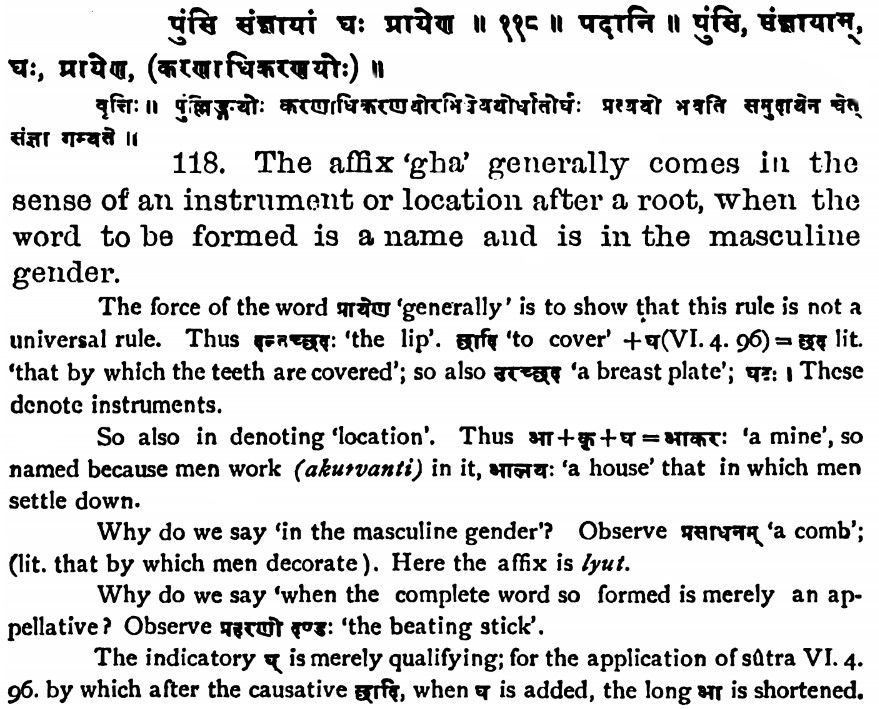 पुंसि संज्ञायां घः प्रायेण ॥ ११८ ॥ पदानि ॥ पुंसि, संज्ञायाम्,
घः, प्रायेण, (करणाधिकरणयोः) ॥
वृत्तिः ॥ पुंल्लिङ्गयोः करणाधिकरणयोरभिधेययोर्धातोर्घः प्रत्ययो भवति समुदायेन चेत्
संज्ञा गम्यते ॥
118. The affix 'gha' generally comes in the
sense of an instrument or location after a root, when the
word to be formed is a name and is in the masculine
gender.
The force of the word प्रायेण 'generally' is to show that this rule is not a
universal rule. Thus दन्तच्छदः 'the lip'. छादि 'to cover' +घ(VI. 4. 96)=छद lit.
'that by which the teeth are covered'; so also उरच्छद 'a breast plate'; पटः । These
denote instruments.
So also in denoting 'location'. Thus आ+कृ+घ=आकरः 'a mine', so
named because men work (akurvanti) in it, आलयः 'a house' that in which men
settle down.
Why do we say 'in the masculine gender'? Observe प्रसाधनम् 'a comb';
(lit. that by which men decorate). Here the affix is lyut.
Why do we say 'when the complete word so formed is merely an ap-
pellative? Observe प्रहरणो दण्डः 'the beating stick'.
The indicatory घ् is merely qualifying; for the application of sûtra VI. 4.
96. by which after the causative छादि, when घ is added, the long आ is shortened.